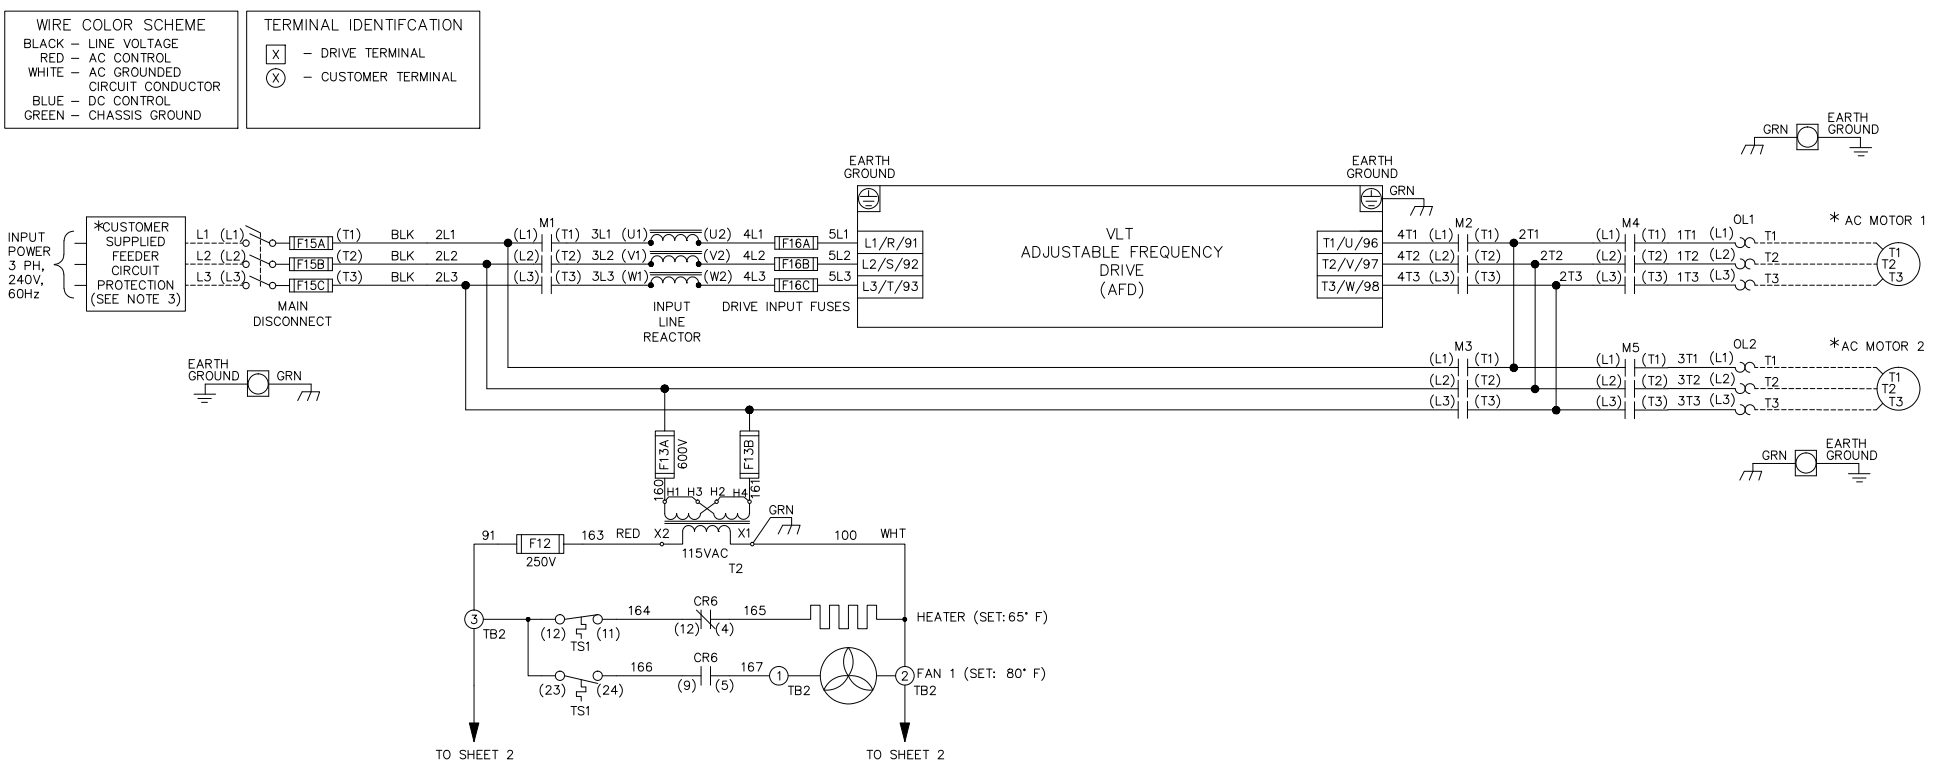 WIRE COLOR SCHEME
BLACK – LINE VOLTAGE
RED – AC CONTROL
WHITE – AC GROUNDED
CIRCUIT CONDUCTOR
BLUE – DC CONTROL
GREEN – CHASSIS GROUND
TERMINAL IDENTIFCATION
X – DRIVE TERMINAL
X – CUSTOMER TERMINAL
GRN
EARTH
GROUND
EARTH
GROUND
EARTH
GROUND
GRN
INPUT
POWER
3 PH,
240V,
60Hz
*CUSTOMER
SUPPLIED
FEEDER
CIRCUIT
PROTECTION
(SEE NOTE 3)
L1 (L1) F15A (T1) BLK 2L1 (L1) M1 (T1) 3L1 (U1) (U2) 4L1 F16A 5L1 L1/R/91
L2 (L2) F15B (T2) BLK 2L2 (L2) (T2) 3L2 (V1) (V2) 4L2 F16B 5L2 L2/S/92
L3 (L3) F15C (T3) BLK 2L3 (L3) (T3) 3L3 (W1) (W2) 4L3 F16C 5L3 L3/T/93
MAIN
DISCONNECT
INPUT
LINE
REACTOR
DRIVE INPUT FUSES
VLT
ADJUSTABLE FREQUENCY
DRIVE
(AFD)
T1/U/96 4T1 (L1) M2 (T1) 2T1 (L1) M4 (T1) 1T1 (L1) OL1 T1
T2/V/97 4T2 (L2) (T2) 2T2 (L2) (T2) 1T2 (L2) T2
T3/W/98 4T3 (L3) (T3) 2T3 (L3) (T3) 1T3 (L3) T3
* AC MOTOR 1
T1
T2
T3
EARTH
GROUND
GRN
(L1) M3 (T1) (L1) M5 (T1) 3T1 (L1) OL2 T1
(L2) (T2) (L2) (T2) 3T2 (L2) T2
(L3) (T3) (L3) (T3) 3T3 (L3) T3
* AC MOTOR 2
T1
T2
T3
GRN
EARTH
GROUND
F13A
600V
F13B
160
161
H1 H3 H2 H4
GRN
91 F12 163 RED X2 X1 100 WHT
250V
115VAC
T2
3
TB2
(12) (11)
TS1
164
CR6
(12) (4)
165
HEATER (SET:65° F)
(23) (24)
TS1
166
CR6
(9) (5)
167
1
TB2
2
TB2
FAN 1 (SET: 80° F)
TO SHEET 2
TO SHEET 2